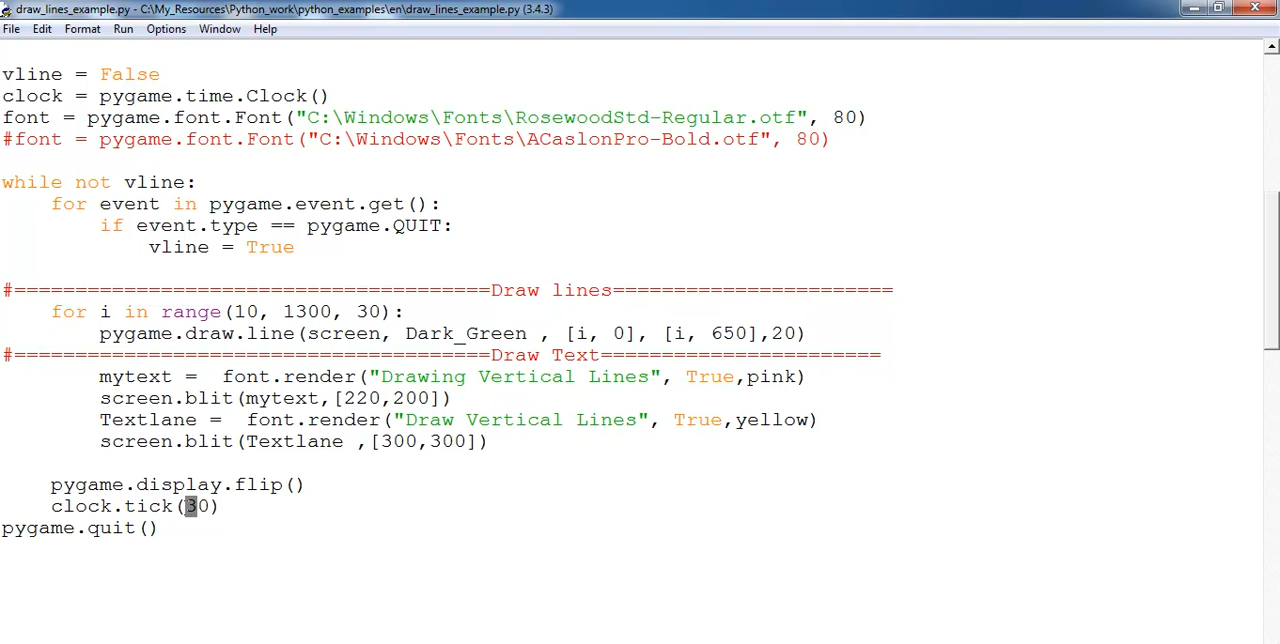 draw_lines_example.py - C:\My_Resources\Python_work\python_examples\en\draw_lines_example.py (3.4.3)
File Edit Format Run Options Window Help
vline = False
clock = pygame.time.Clock()
font = pygame.font.Font("C:\Windows\Fonts\RosewoodStd-Regular.otf", 80)
#font = pygame.font.Font("C:\Windows\Fonts\ACaslonPro-Bold.otf", 80)
while not vline:
    for event in pygame.event.get():
        if event.type == pygame.QUIT:
            vline = True
#=======================================Draw lines=======================
    for i in range(10, 1300, 30):
        pygame.draw.line(screen, Dark_Green , [i, 0], [i, 650],20)
#=======================================Draw Text=======================
        mytext =  font.render("Drawing Vertical Lines", True,pink)
        screen.blit(mytext,[220,200])
        Textlane =  font.render("Draw Vertical Lines", True,yellow)
        screen.blit(Textlane ,[300,300])
    pygame.display.flip()
    clock.tick(30)
pygame.quit()